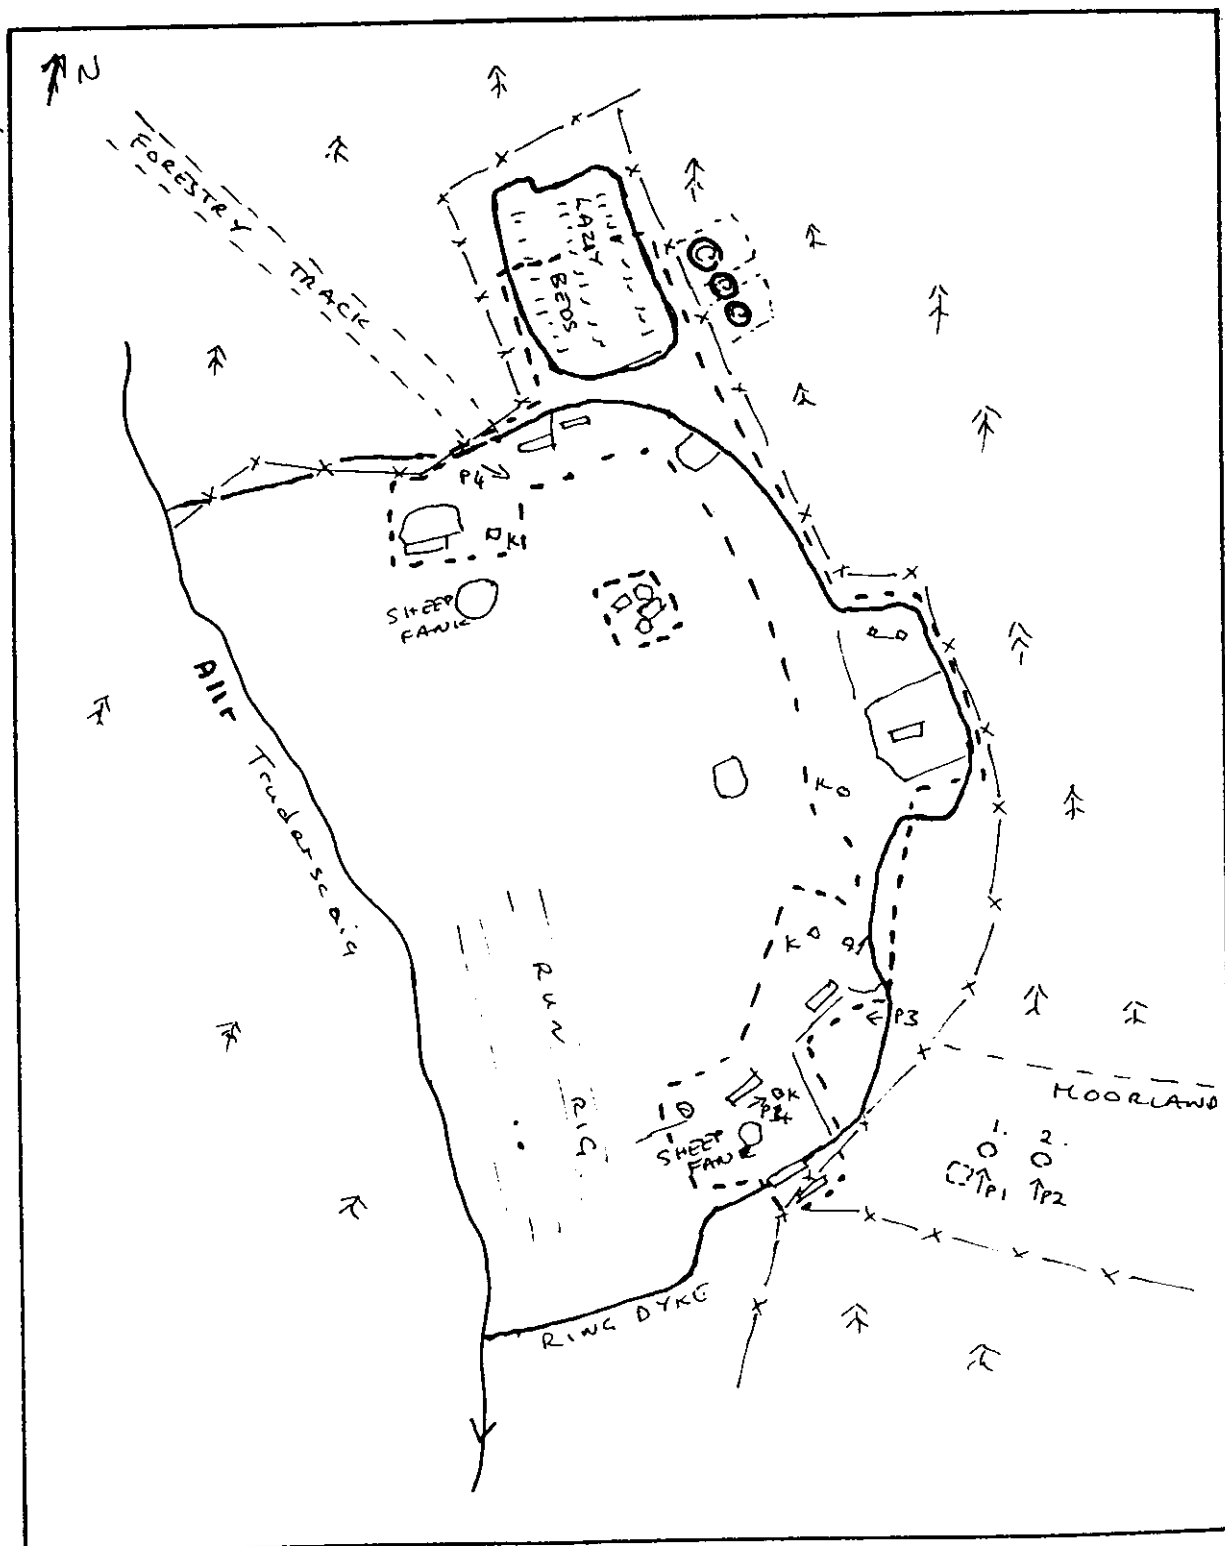 N
FORESTRY TRACK
LAZY
BEDS
P4
K1
SHEEP
FANK
Allt Truderscaig
K
K
RUN RIG
P3
K
SHEEP
FANK
MOORLAND
1. 2.
P1 P2
RING DYKE